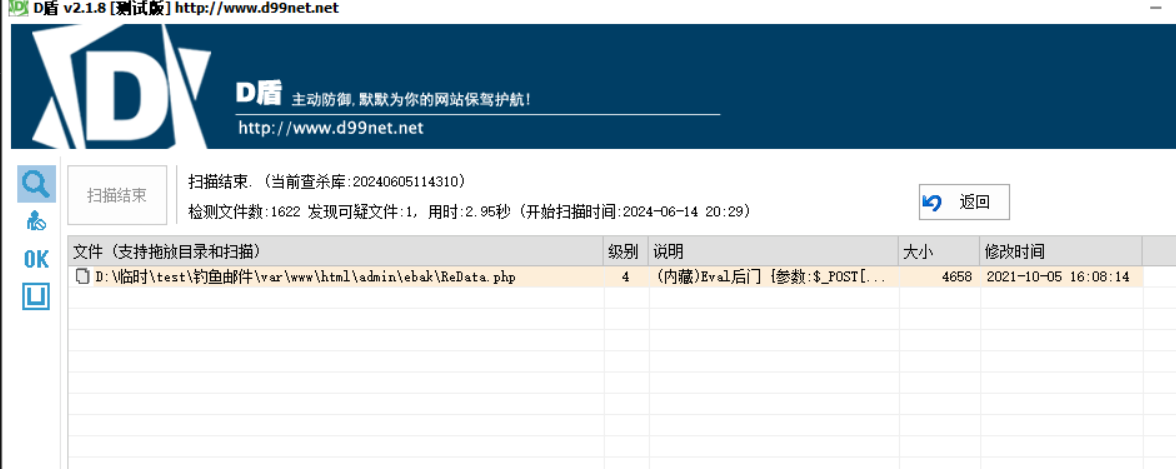 D盾 v2.1.8 [测试版] http://www.d99net.net
D盾 主动防御,默默为你的网站保驾护航!
http://www.d99net.net
扫描结束
扫描结束. (当前查杀库:20240605114310)
检测文件数:1622 发现可疑文件:1, 用时:2.95秒 (开始扫描时间:2024-06-14 20:29)
返回
OK
文件 (支持拖放目录和扫描) 级别 说明 大小 修改时间
D:\临时\test\钓鱼邮件\var\www\html\admin\ebak\ReData.php 4 (内藏)Eval后门 {参数:$_POST[... 4658 2021-10-05 16:08:14